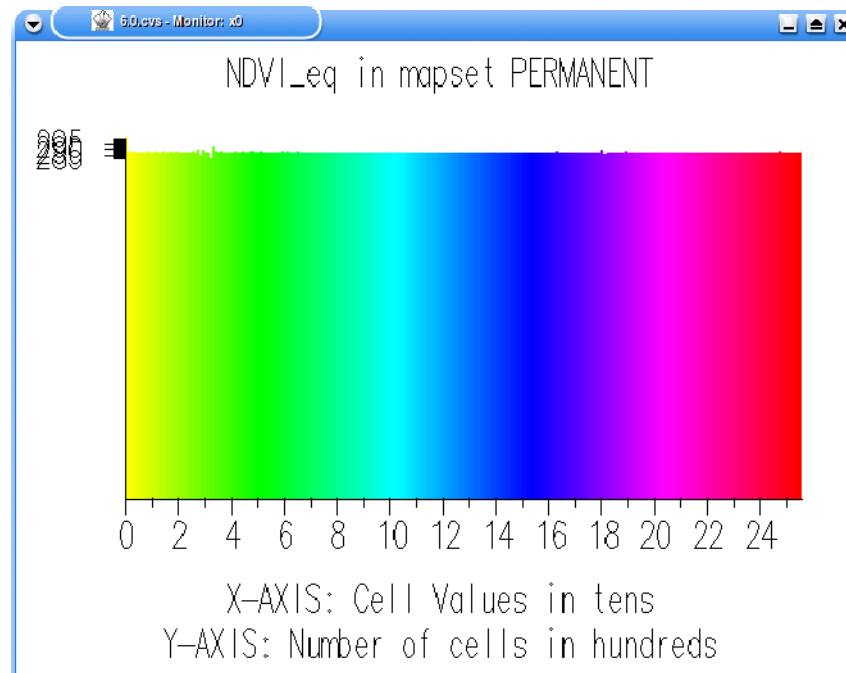 6.0.cvs - Monitor: x0
NDVI_eq in mapset PERMANENT
0 2 4 6 8 10 12 14 16 18 20 22 24
X-AXIS: Cell Values in tens
Y-AXIS: Number of cells in hundreds